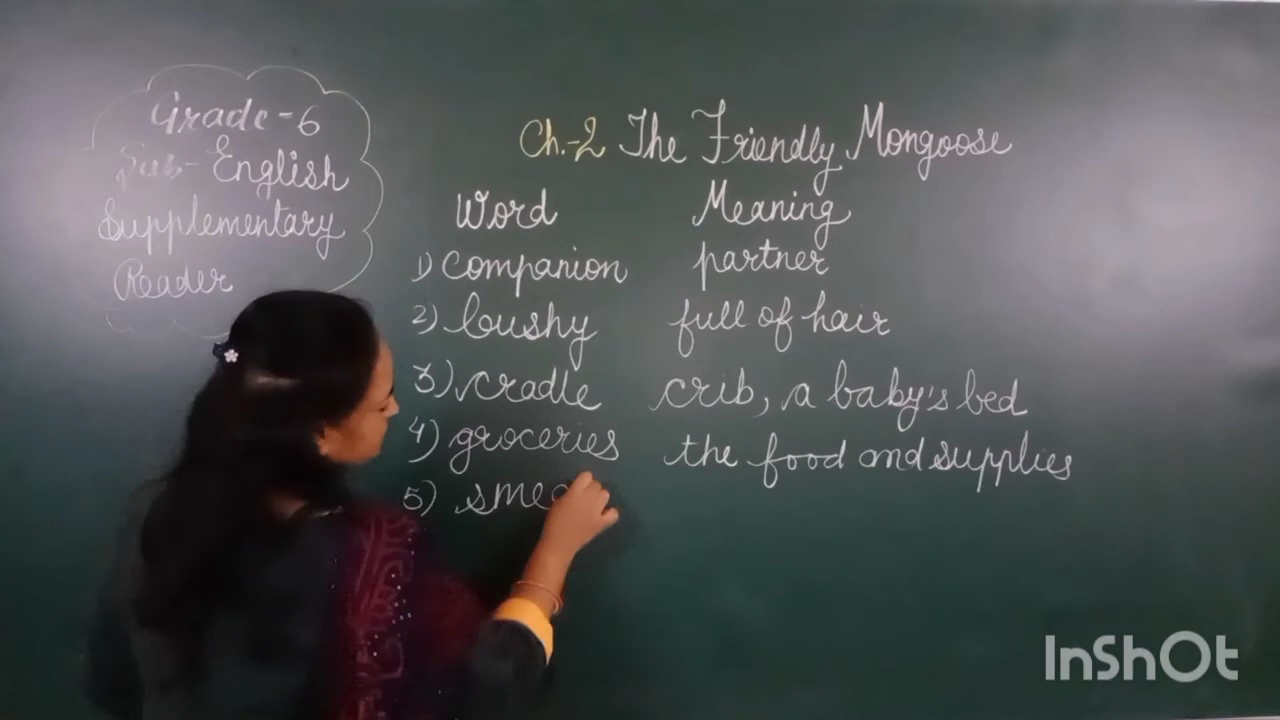 Grade-6
Sub-English
Supplementary
Reader
Ch.-2 The Friendly Mongoose
Word Meaning
1) companion partner
2) bushy full of hair
3) cradle crib, a baby's bed
4) groceries the food and supplies
5)
InShOt